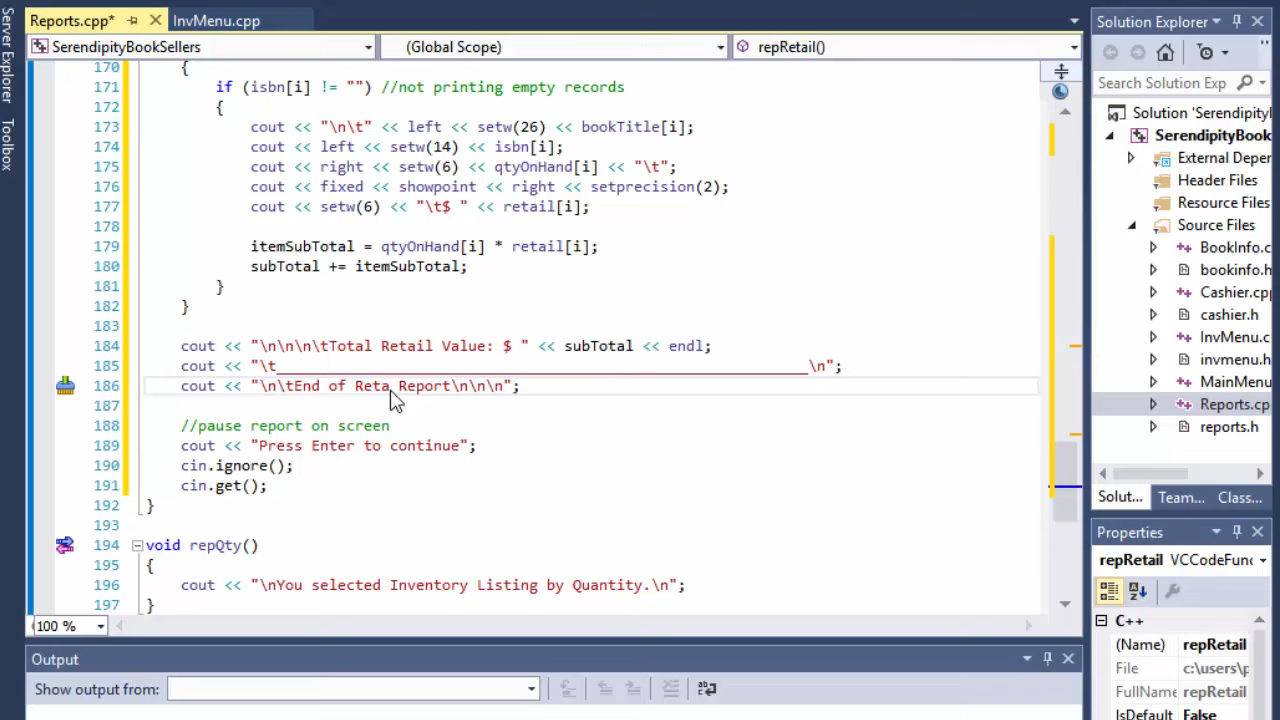 Server Explorer
Toolbox
Reports.cpp*
InvMenu.cpp
SerendipityBookSellers
(Global Scope)
repRetail()
170 {
171 if (isbn[i] != "") //not printing empty records
172 {
173 cout << "\n\t" << left << setw(26) << bookTitle[i];
174 cout << left << setw(14) << isbn[i];
175 cout << right << setw(6) << qtyOnHand[i] << "\t";
176 cout << fixed << showpoint << right << setprecision(2);
177 cout << setw(6) << "\t$ " << retail[i];
178
179 itemSubTotal = qtyOnHand[i] * retail[i];
180 subTotal += itemSubTotal;
181 }
182 }
183
184 cout << "\n\n\n\tTotal Retail Value: $ " << subTotal << endl;
185 cout << "\t_____________________________________________________________\n";
186 cout << "\n\tEnd of Reta Report\n\n\n";
187
188 //pause report on screen
189 cout << "Press Enter to continue";
190 cin.ignore();
191 cin.get();
192 }
193
194 void repQty()
195 {
196 cout << "\nYou selected Inventory Listing by Quantity.\n";
197 }
100 %
Output
Show output from:
Solution Explorer
Search Solution Exp
Solution 'SerendipityI
SerendipityBook
External Deper
Header Files
Resource Files
Source Files
BookInfo.c
bookinfo.h
Cashier.cpp
cashier.h
InvMenu.c
invmenu.h
MainMenu
Reports.cp
reports.h
Solut... Team... Class...
Properties
repRetail VCCodeFunc
C++
(Name) repRetail
File c:\users\p
FullName repRetail
IsDefault False